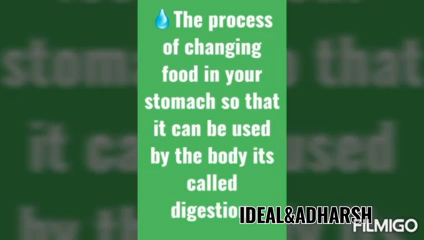 💧The process
of changing
food in your
stomach so that
it can be used
by the body its
called
digestio
IDEAL&ADHARSH
FILMIGO